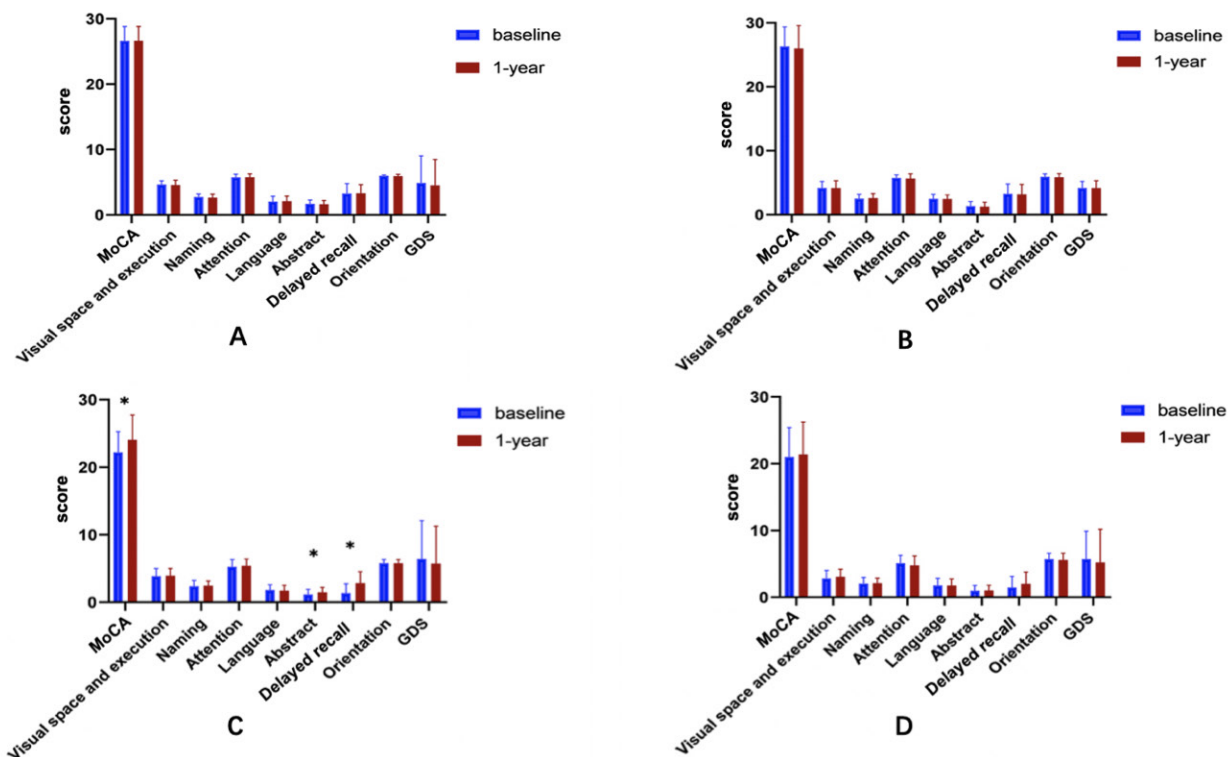 30
20
10
0
score
baseline
1-year
MoCA
Visual space and execution
Naming
Attention
Language
Abstract
Delayed recall
Orientation
GDS
A
30
20
10
0
score
baseline
1-year
MoCA
Visual space and execution
Naming
Attention
Language
Abstract
Delayed recall
Orientation
GDS
B
30
20
10
0
score
*
*
*
baseline
1-year
MoCA
Visual space and execution
Naming
Attention
Language
Abstract
Delayed recall
Orientation
GDS
C
30
20
10
0
score
baseline
1-year
MoCA
Visual space and execution
Naming
Attention
Language
Abstract
Delayed recall
Orientation
GDS
D